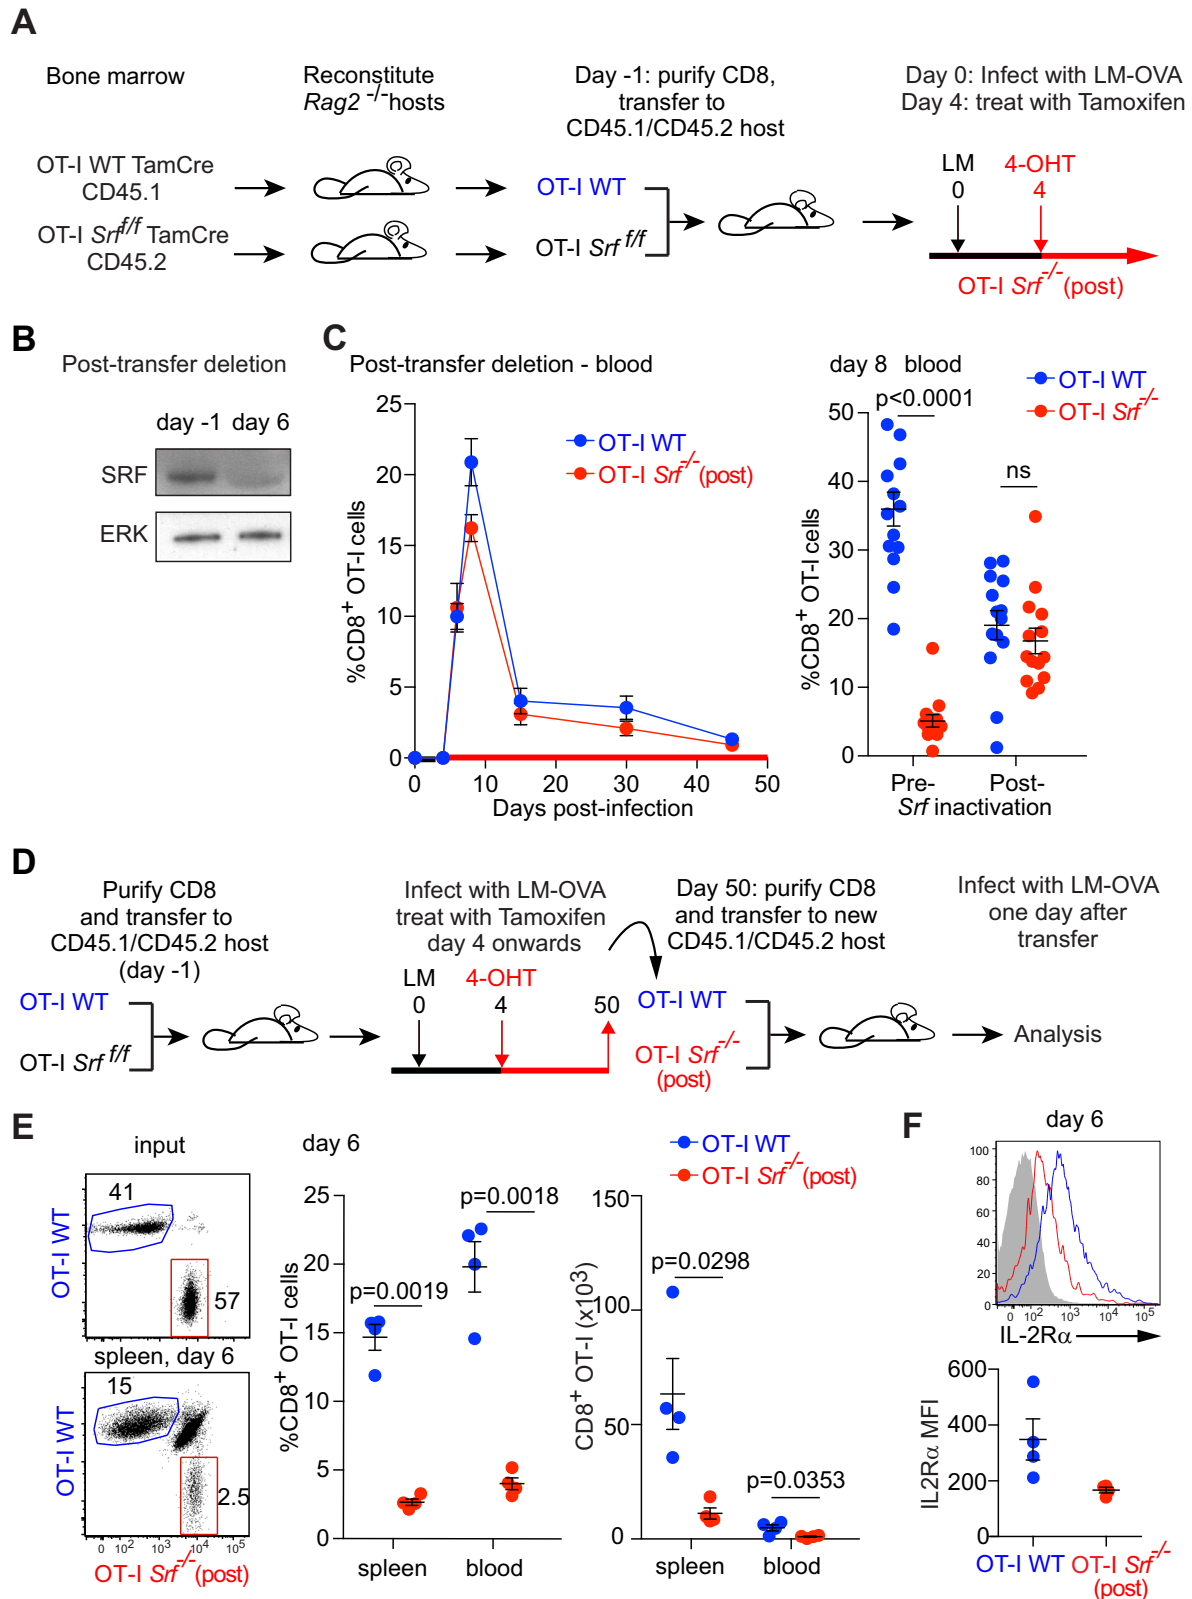 A
Bone marrow
Reconstitute
Rag2 -/- hosts
Day -1: purify CD8,
transfer to
CD45.1/CD45.2 host
Day 0: Infect with LM-OVA
Day 4: treat with Tamoxifen
OT-I WT TamCre
CD45.1
OT-I Srf f/f TamCre
CD45.2
OT-I WT
OT-I Srf f/f
LM
0
4-OHT
4
OT-I Srf -/- (post)
B
Post-transfer deletion
day -1 day 6
SRF
ERK
C
Post-transfer deletion - blood
%CD8+ OT-I cells
25
20
15
10
5
0
0 10 20 30 40 50
Days post-infection
OT-I WT
OT-I Srf -/- (post)
day 8 blood
p<0.0001
ns
OT-I WT
OT-I Srf -/-
%CD8+ OT-I cells
50
40
30
20
10
0
Pre- Post-
Srf inactivation
D
Purify CD8
and transfer to
CD45.1/CD45.2 host
(day -1)
Infect with LM-OVA
treat with Tamoxifen
day 4 onwards
Day 50: purify CD8
and transfer to new
CD45.1/CD45.2 host
Infect with LM-OVA
one day after
transfer
OT-I WT
OT-I Srf f/f
LM
0
4-OHT
4
50
OT-I WT
OT-I Srf -/-
(post)
Analysis
E
input
41
57
OT-I WT
spleen, day 6
15
2.5
OT-I WT
0 10² 10³ 10⁴ 10⁵
OT-I Srf -/- (post)
day 6
%CD8+ OT-I cells
25
20
15
10
5
0
p=0.0019
p=0.0018
spleen blood
OT-I WT
OT-I Srf -/- (post)
CD8+ OT-I (x10³)
150
100
50
0
p=0.0298
p=0.0353
spleen blood
F
day 6
100
80
60
40
20
0
0 10² 10³ 10⁴ 10⁵
IL-2Rα
IL2Rα MFI
600
400
200
0
OT-I WT
OT-I Srf -/-
(post)